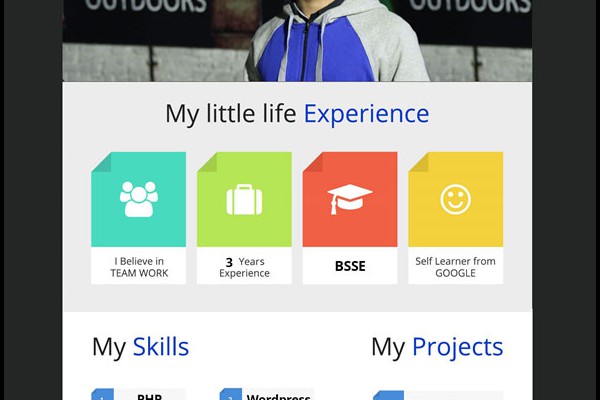 OUTDOORS
OUTDOORS
My little life Experience
I Believe in
TEAM WORK
3 Years
Experience
BSSE
Self Learner from
GOOGLE
My Skills
My Projects
1
PHP
2
Wordpress